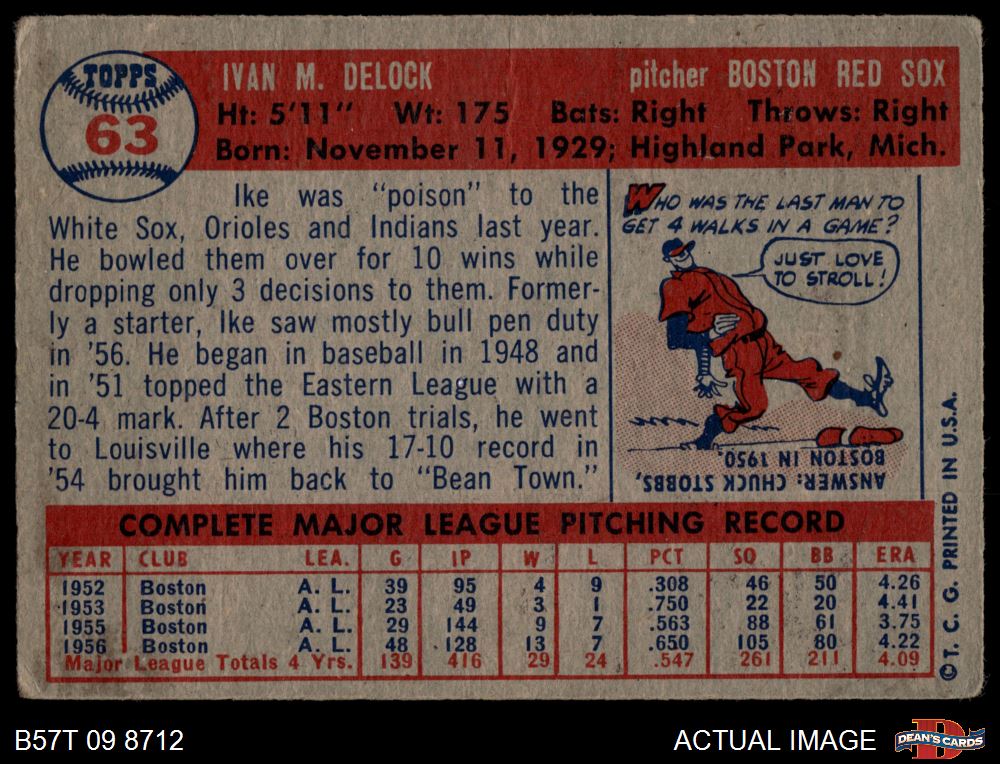 TOPPS
63
IVAN M. DELOCK pitcher BOSTON RED SOX
Ht: 5'11" Wt: 175 Bats: Right Throws: Right
Born: November 11, 1929; Highland Park, Mich.
Ike was "poison" to the
White Sox, Orioles and Indians last year.
He bowled them over for 10 wins while
dropping only 3 decisions to them. Former-
ly a starter, Ike saw mostly bull pen duty
in '56. He began in baseball in 1948 and
in '51 topped the Eastern League with a
20-4 mark. After 2 Boston trials, he went
to Louisville where his 17-10 record in
'54 brought him back to "Bean Town."
WHO WAS THE LAST MAN TO
GET 4 WALKS IN A GAME?
JUST LOVE
TO STROLL!
ANSWER: CHUCK STOBBS,
BOSTON IN 1950.
COMPLETE MAJOR LEAGUE PITCHING RECORD
YEAR CLUB LEA. G IP W L PCT SO BB ERA
1952 Boston A. L. 39 95 4 9 .308 46 50 4.26
1953 Boston A. L. 23 49 3 1 .750 22 20 4.41
1955 Boston A. L. 29 144 9 7 .563 88 61 3.75
1956 Boston A. L. 48 128 13 7 .650 105 80 4.22
Major League Totals 4 Yrs. 139 416 29 24 .547 261 211 4.09
© T. C. G. PRINTED IN U.S.A.
B57T 09 8712 ACTUAL IMAGE
DEAN'S CARDS